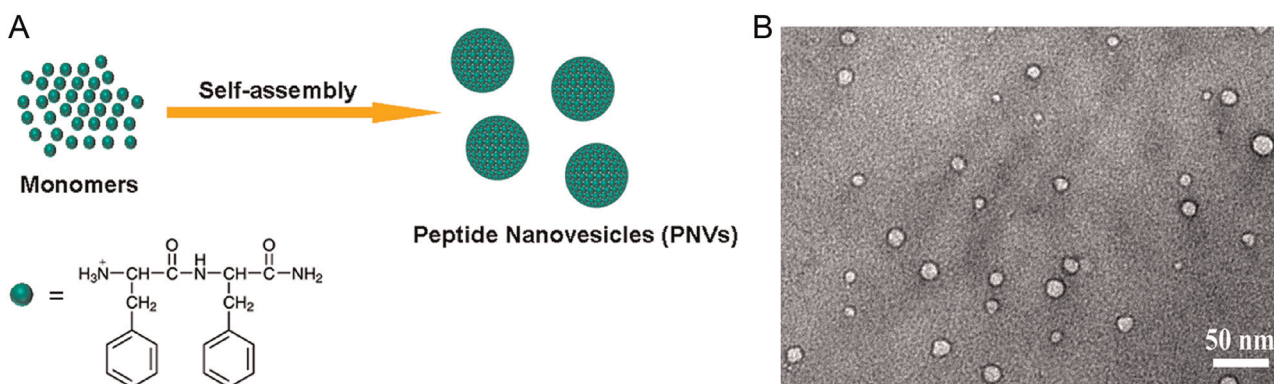 A
B
Self-assembly
Monomers
Peptide Nanovesicles (PNVs)
O O
H₃N⁺–CH–C–N–CH–C–NH₂
H
CH₂ CH₂
=
50 nm